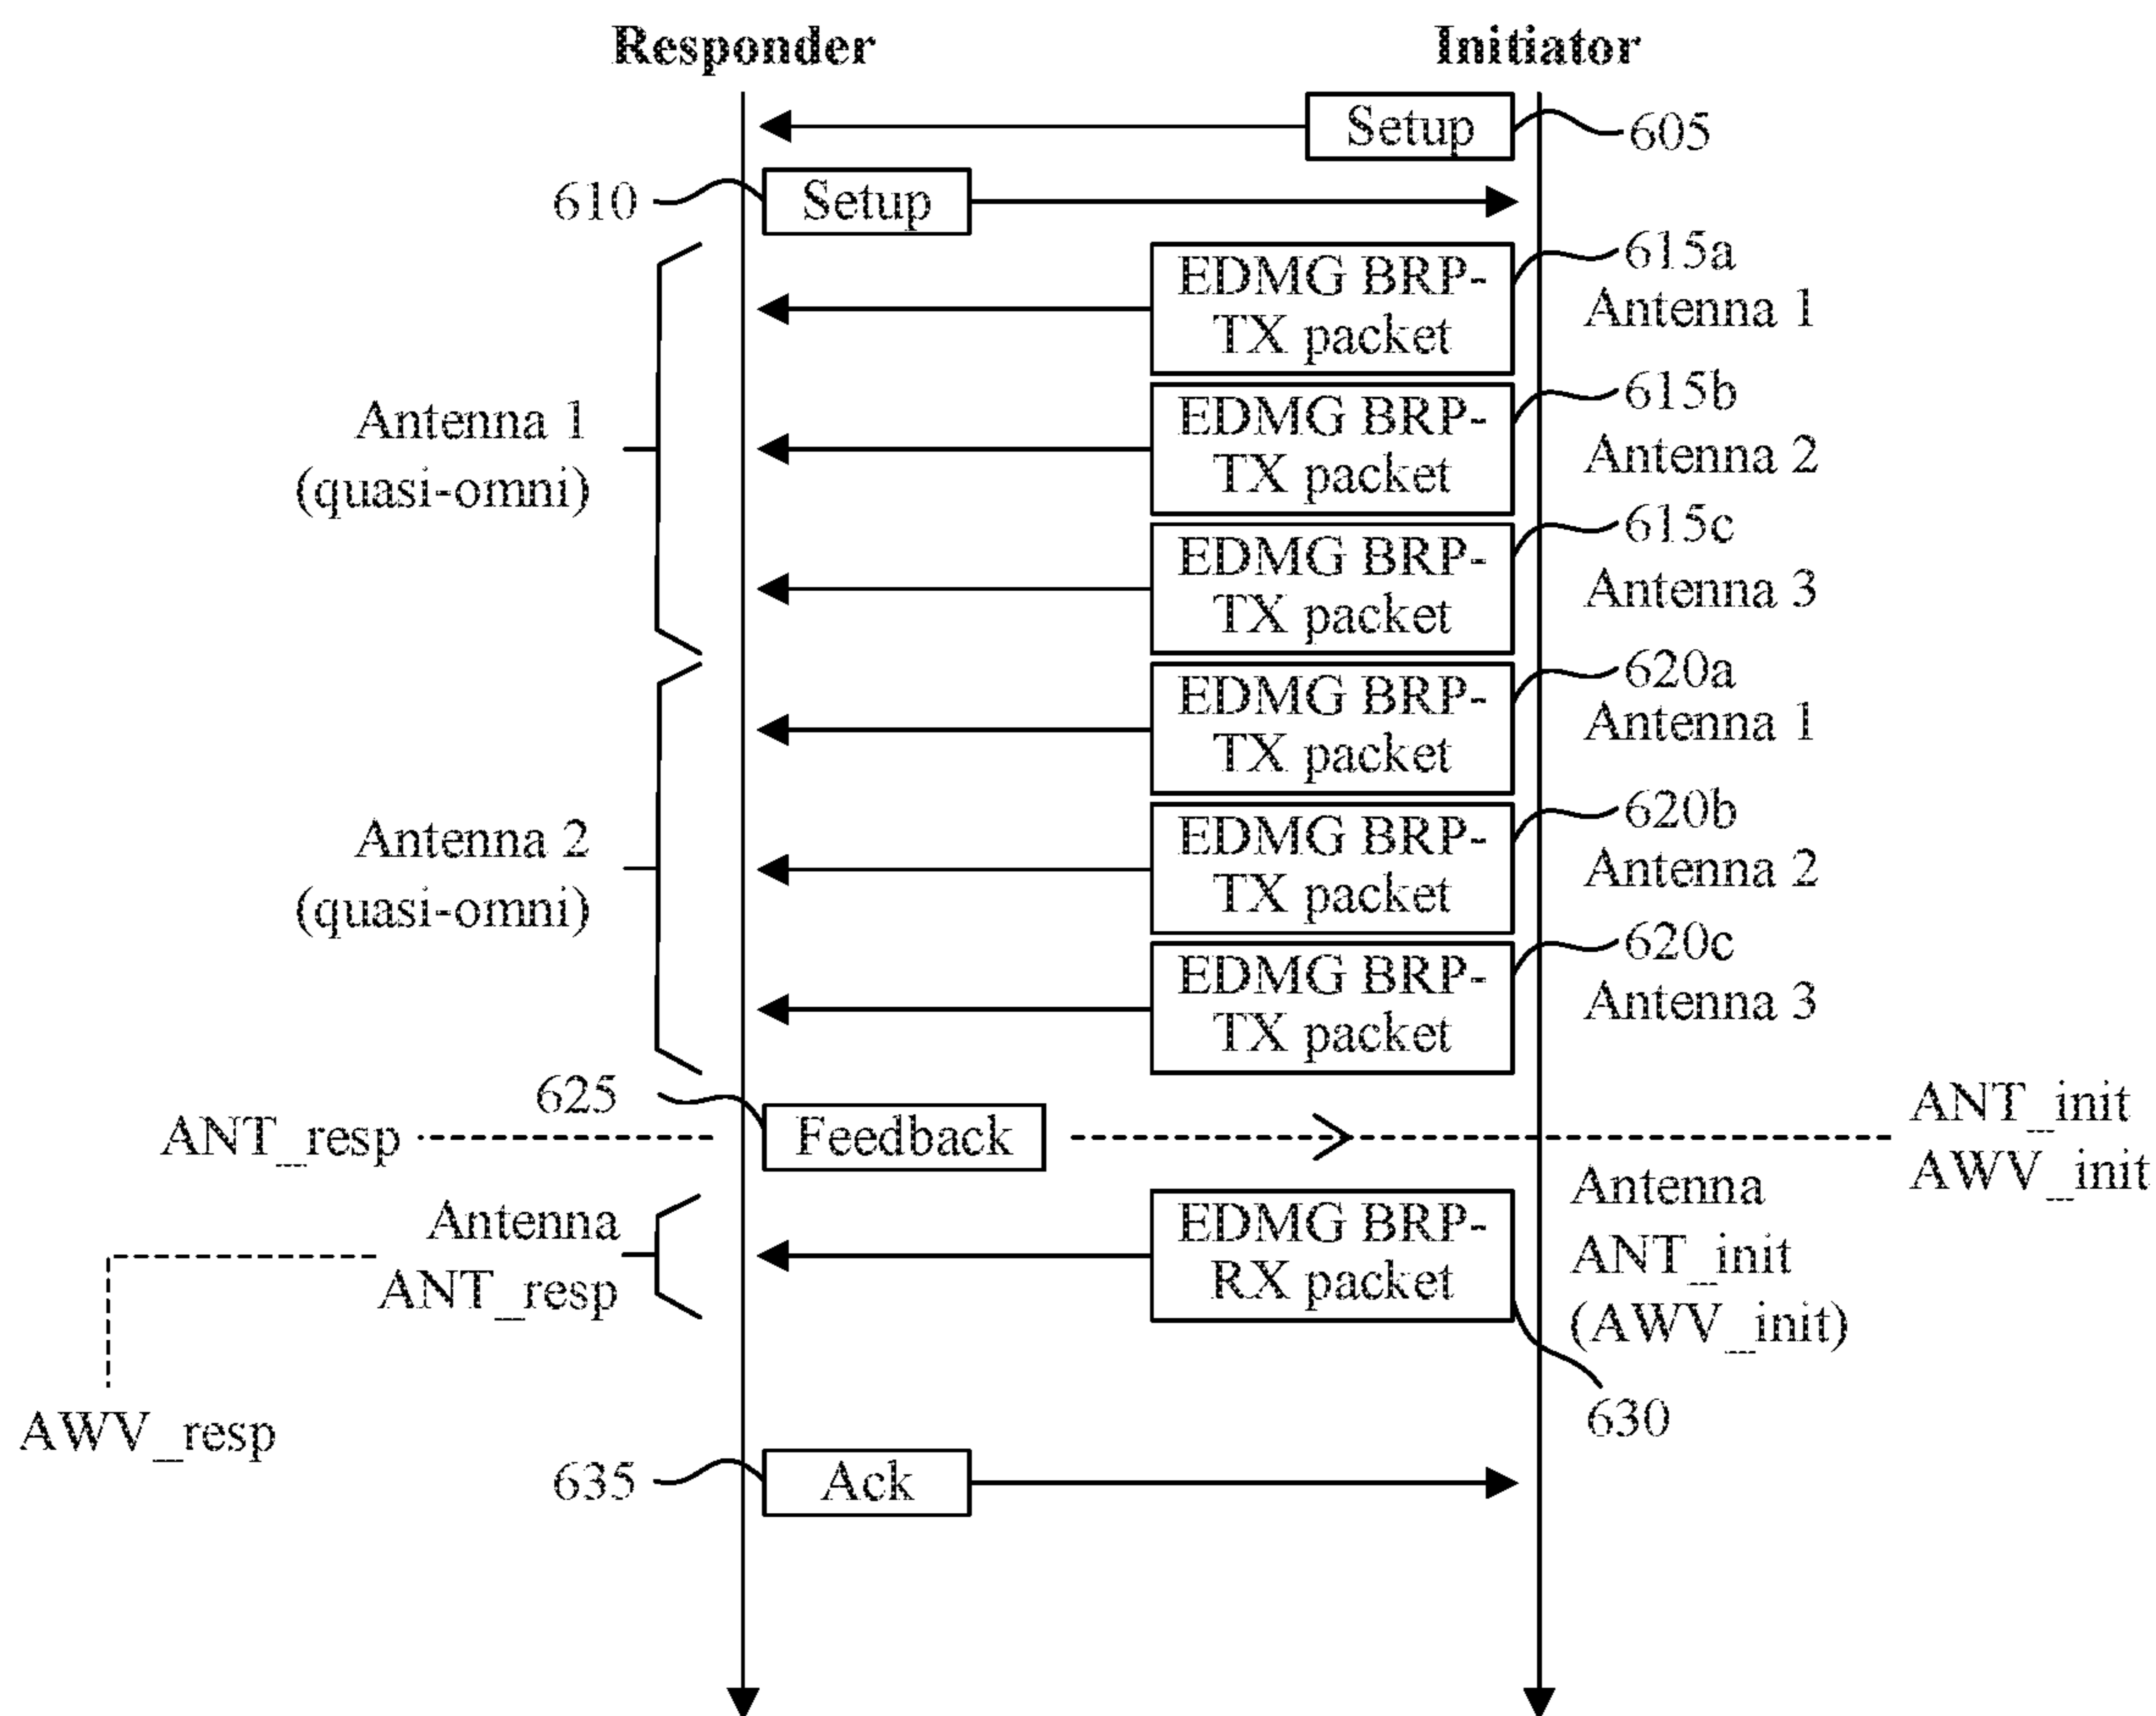 Responder
Initiator
Setup
605
610
Setup
EDMG BRP-
TX packet
615a
Antenna 1
EDMG BRP-
TX packet
615b
Antenna 2
EDMG BRP-
TX packet
615c
Antenna 3
Antenna 1
(quasi-omni)
EDMG BRP-
TX packet
620a
Antenna 1
EDMG BRP-
TX packet
620b
Antenna 2
EDMG BRP-
TX packet
620c
Antenna 3
Antenna 2
(quasi-omni)
625
ANT_resp
Feedback
ANT_init
AWV_init
Antenna
ANT_resp
EDMG BRP-
RX packet
Antenna
ANT_init
(AWV_init)
630
AWV_resp
635
Ack